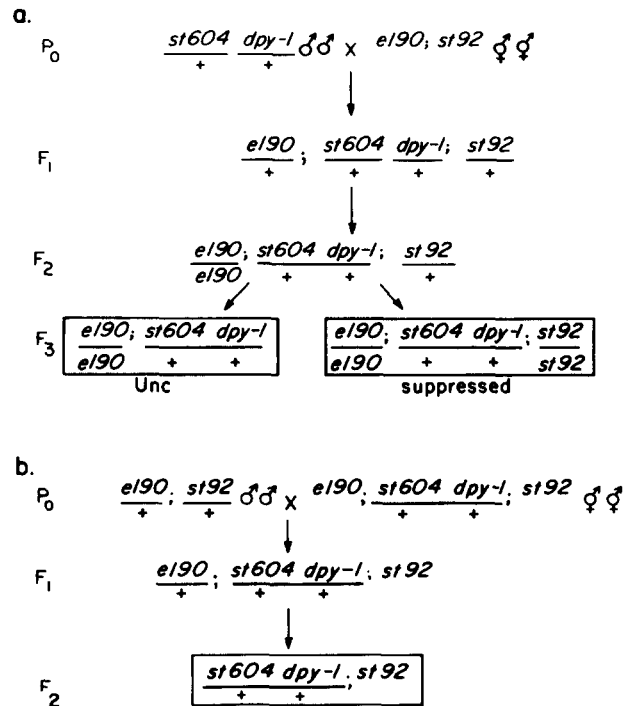 a.
P₀ st604 dpy-1 ♂♂ x e190; st92 ⚥⚥
+ +
F₁ e190; st604 dpy-1; st92
+ + + +
F₂ e190; st604 dpy-1; st92
e190 + + +
F₃ e190; st604 dpy-1 e190; st604 dpy-1; st92
e190 + + e190 + + st92
Unc suppressed
b.
P₀ e190; st92 ♂♂ X e190; st604 dpy-1; st92 ⚥⚥
+ + + +
F₁ e190; st604 dpy-1; st92
+ + +
F₂ st604 dpy-1; st92
+ +